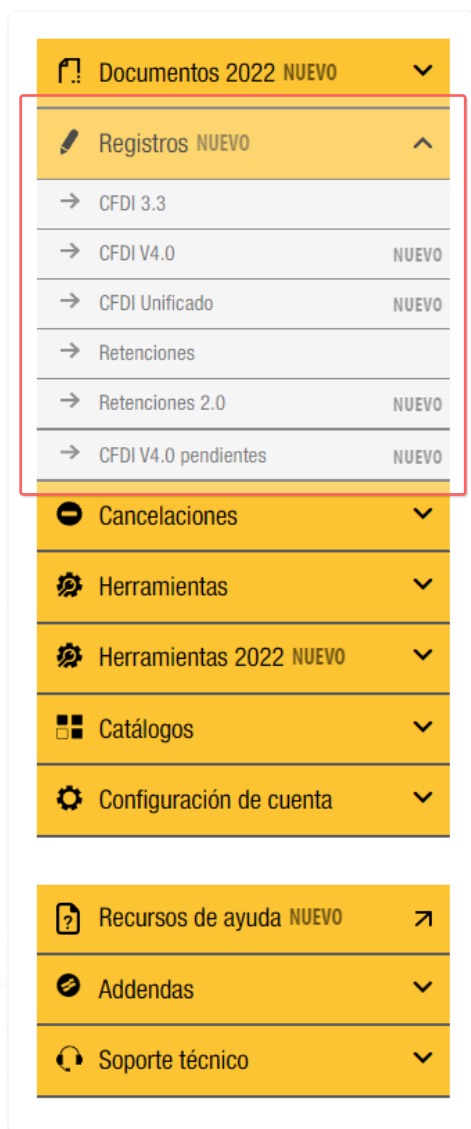 Documentos 2022 NUEVO
Registros NUEVO
CFDI 3.3
CFDI V4.0 NUEVO
CFDI Unificado NUEVO
Retenciones
Retenciones 2.0 NUEVO
CFDI V4.0 pendientes NUEVO
Cancelaciones
Herramientas
Herramientas 2022 NUEVO
Catálogos
Configuración de cuenta
Recursos de ayuda NUEVO
Addendas
Soporte técnico